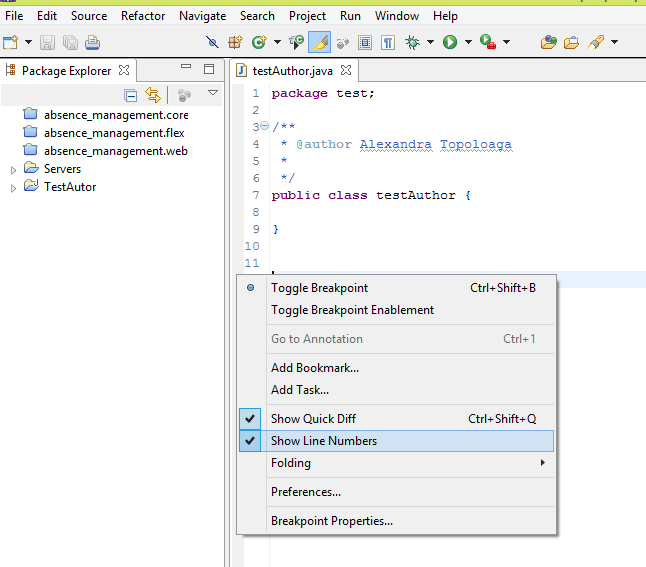 File Edit Source Refactor Navigate Search Project Run Window Help
Package Explorer
absence_management.core
absence_management.flex
absence_management.web
Servers
TestAutor
testAuthor.java
1 package test;
2
3 /**
4 * @author Alexandra Topoloaga
5 *
6 */
7 public class testAuthor {
8
9 }
10
11
Toggle Breakpoint Ctrl+Shift+B
Toggle Breakpoint Enablement
Go to Annotation Ctrl+1
Add Bookmark...
Add Task...
Show Quick Diff Ctrl+Shift+Q
Show Line Numbers
Folding
Preferences...
Breakpoint Properties...